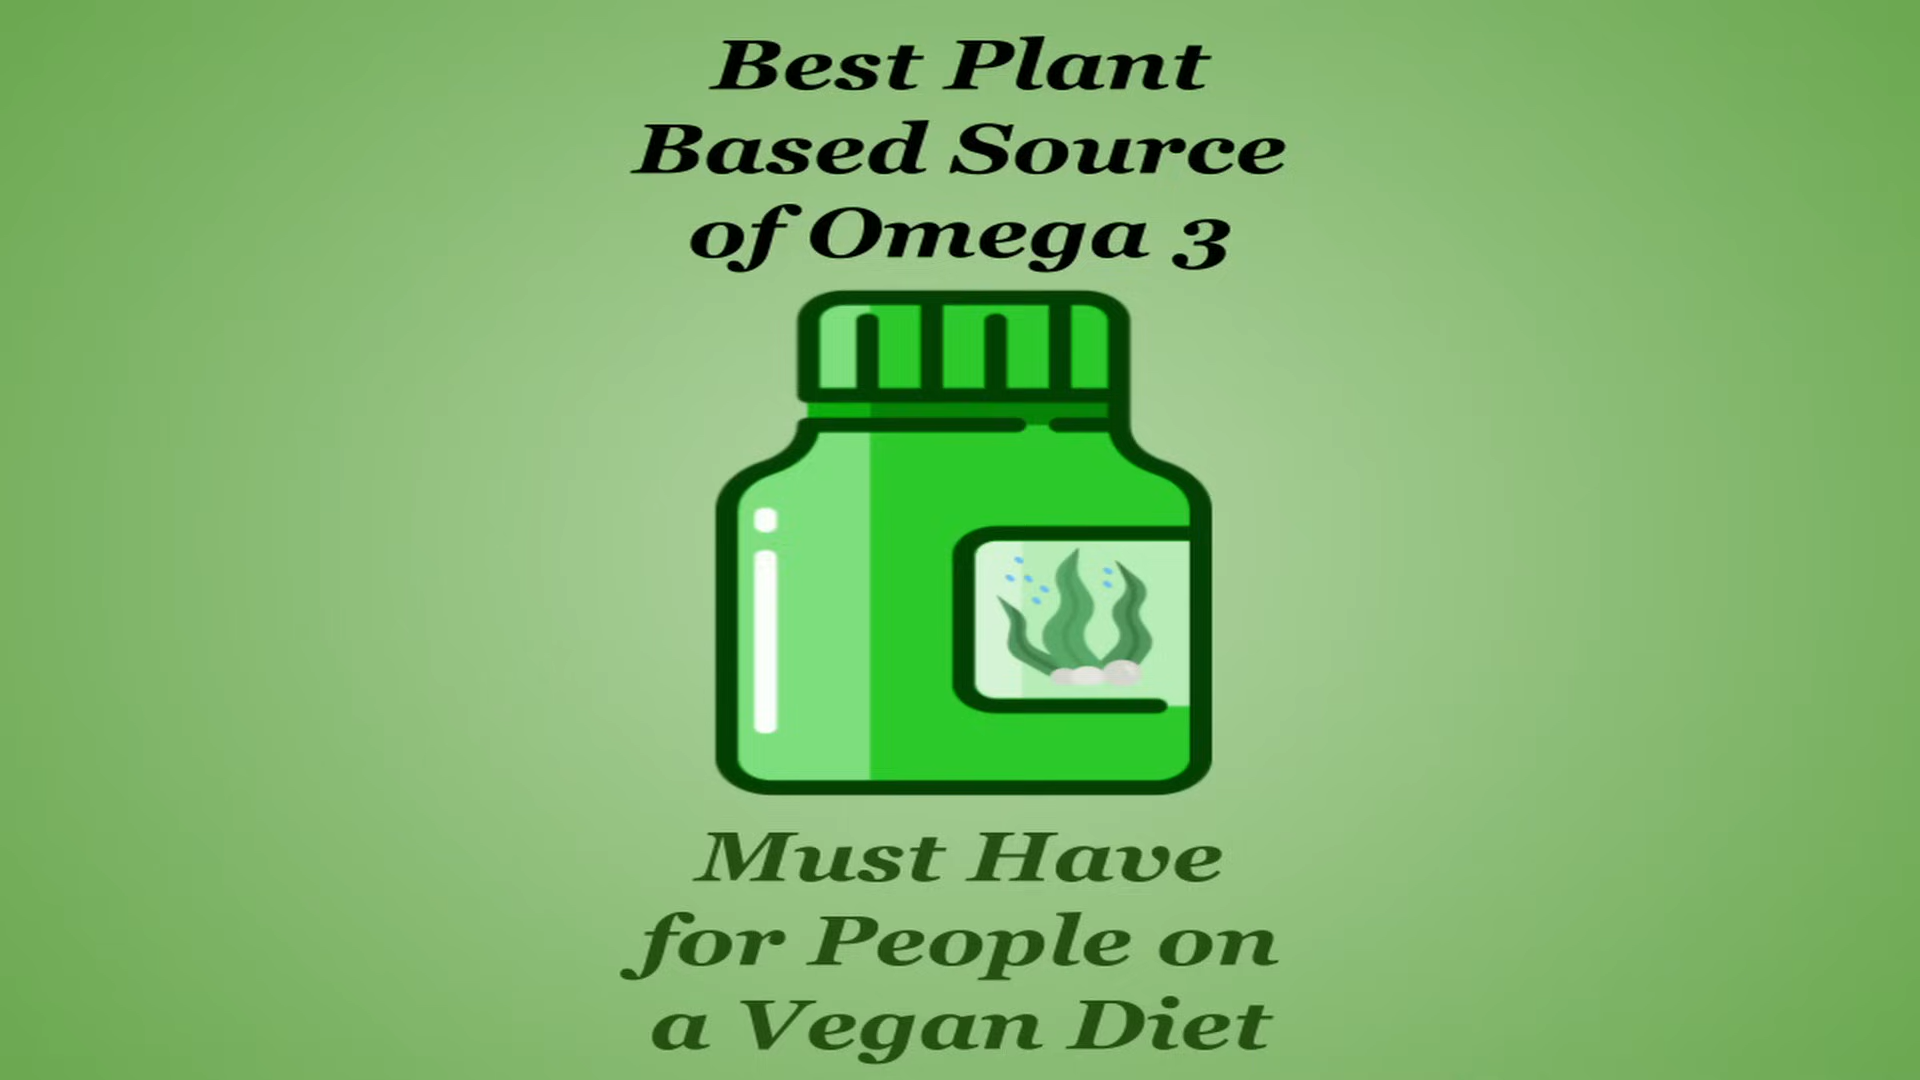 Best Plant
Based Source
of Omega 3
Must Have
for People on
a Vegan Diet